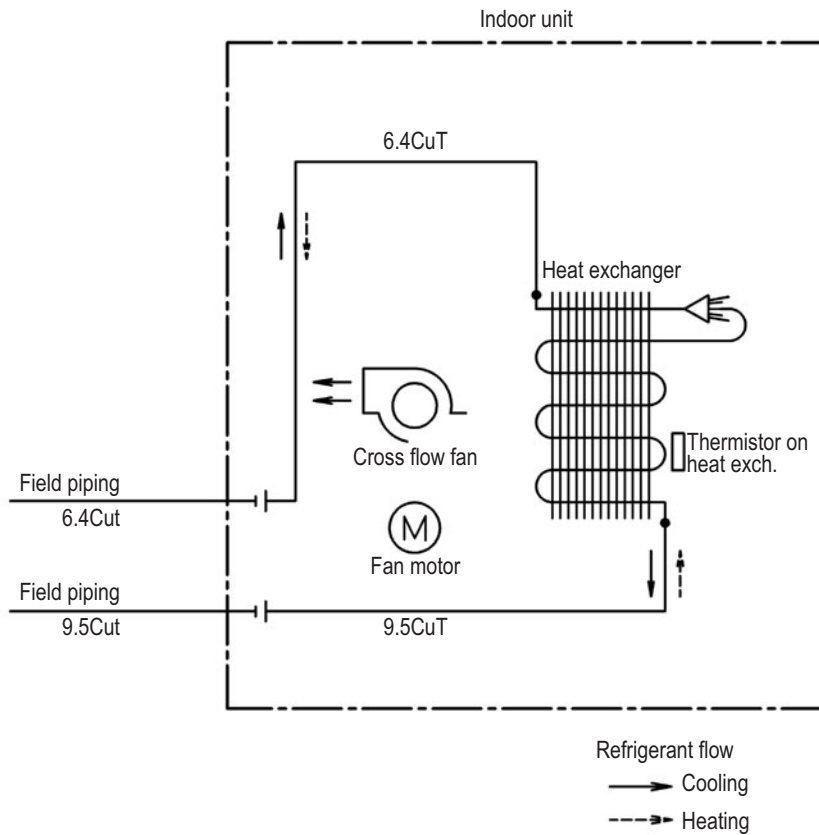 Indoor unit
6.4CuT
Heat exchanger
Cross flow fan
Thermistor on
heat exch.
Field piping
6.4Cut
M
Fan motor
Field piping
9.5Cut
9.5CuT
Refrigerant flow
Cooling
Heating